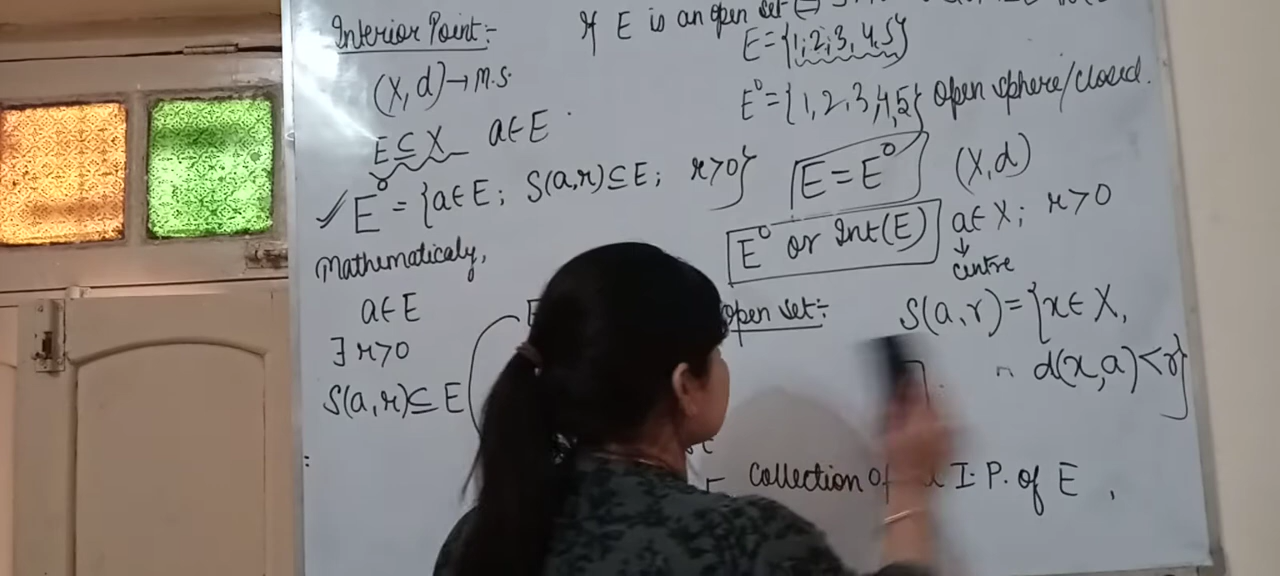 Interior Point:-
(X, d) → M.S.
E ⊆ X a ∈ E
✓ E° = {a ∈ E; S(a, r) ⊆ E; r > 0}
Mathematicaly,
a ∈ E
∃ r > 0
S(a, r) ⊆ E
If E is an open set
E = {1, 2, 3, 4, 5}
E° = {1, 2, 3, 4, 5} open sphere/closed.
E = E° (X, d)
E° or Int(E) a ∈ X; r > 0
↓
centre
open set:- S(a, r) = {x ∈ X,
d(x, a) < r}
collection of I.P. of E